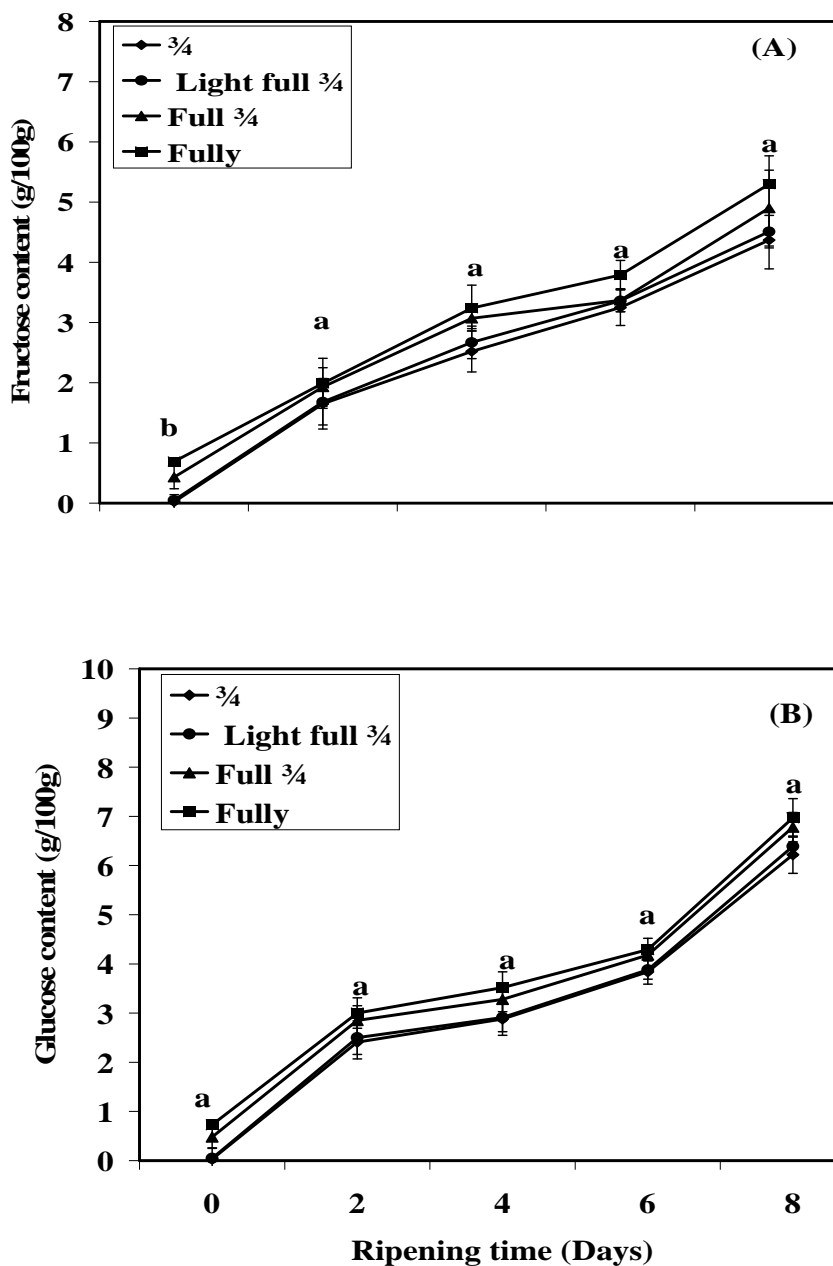 8
7
6
5
4
3
2
1
0
Fructose content (g/100g)
(A)
¾
Light full ¾
Full ¾
Fully
b
a
a
a
a
10
9
8
7
6
5
4
3
2
1
0
Glucose content (g/100g)
(B)
¾
Light full ¾
Full ¾
Fully
a
a
a
a
a
0 2 4 6 8
Ripening time (Days)